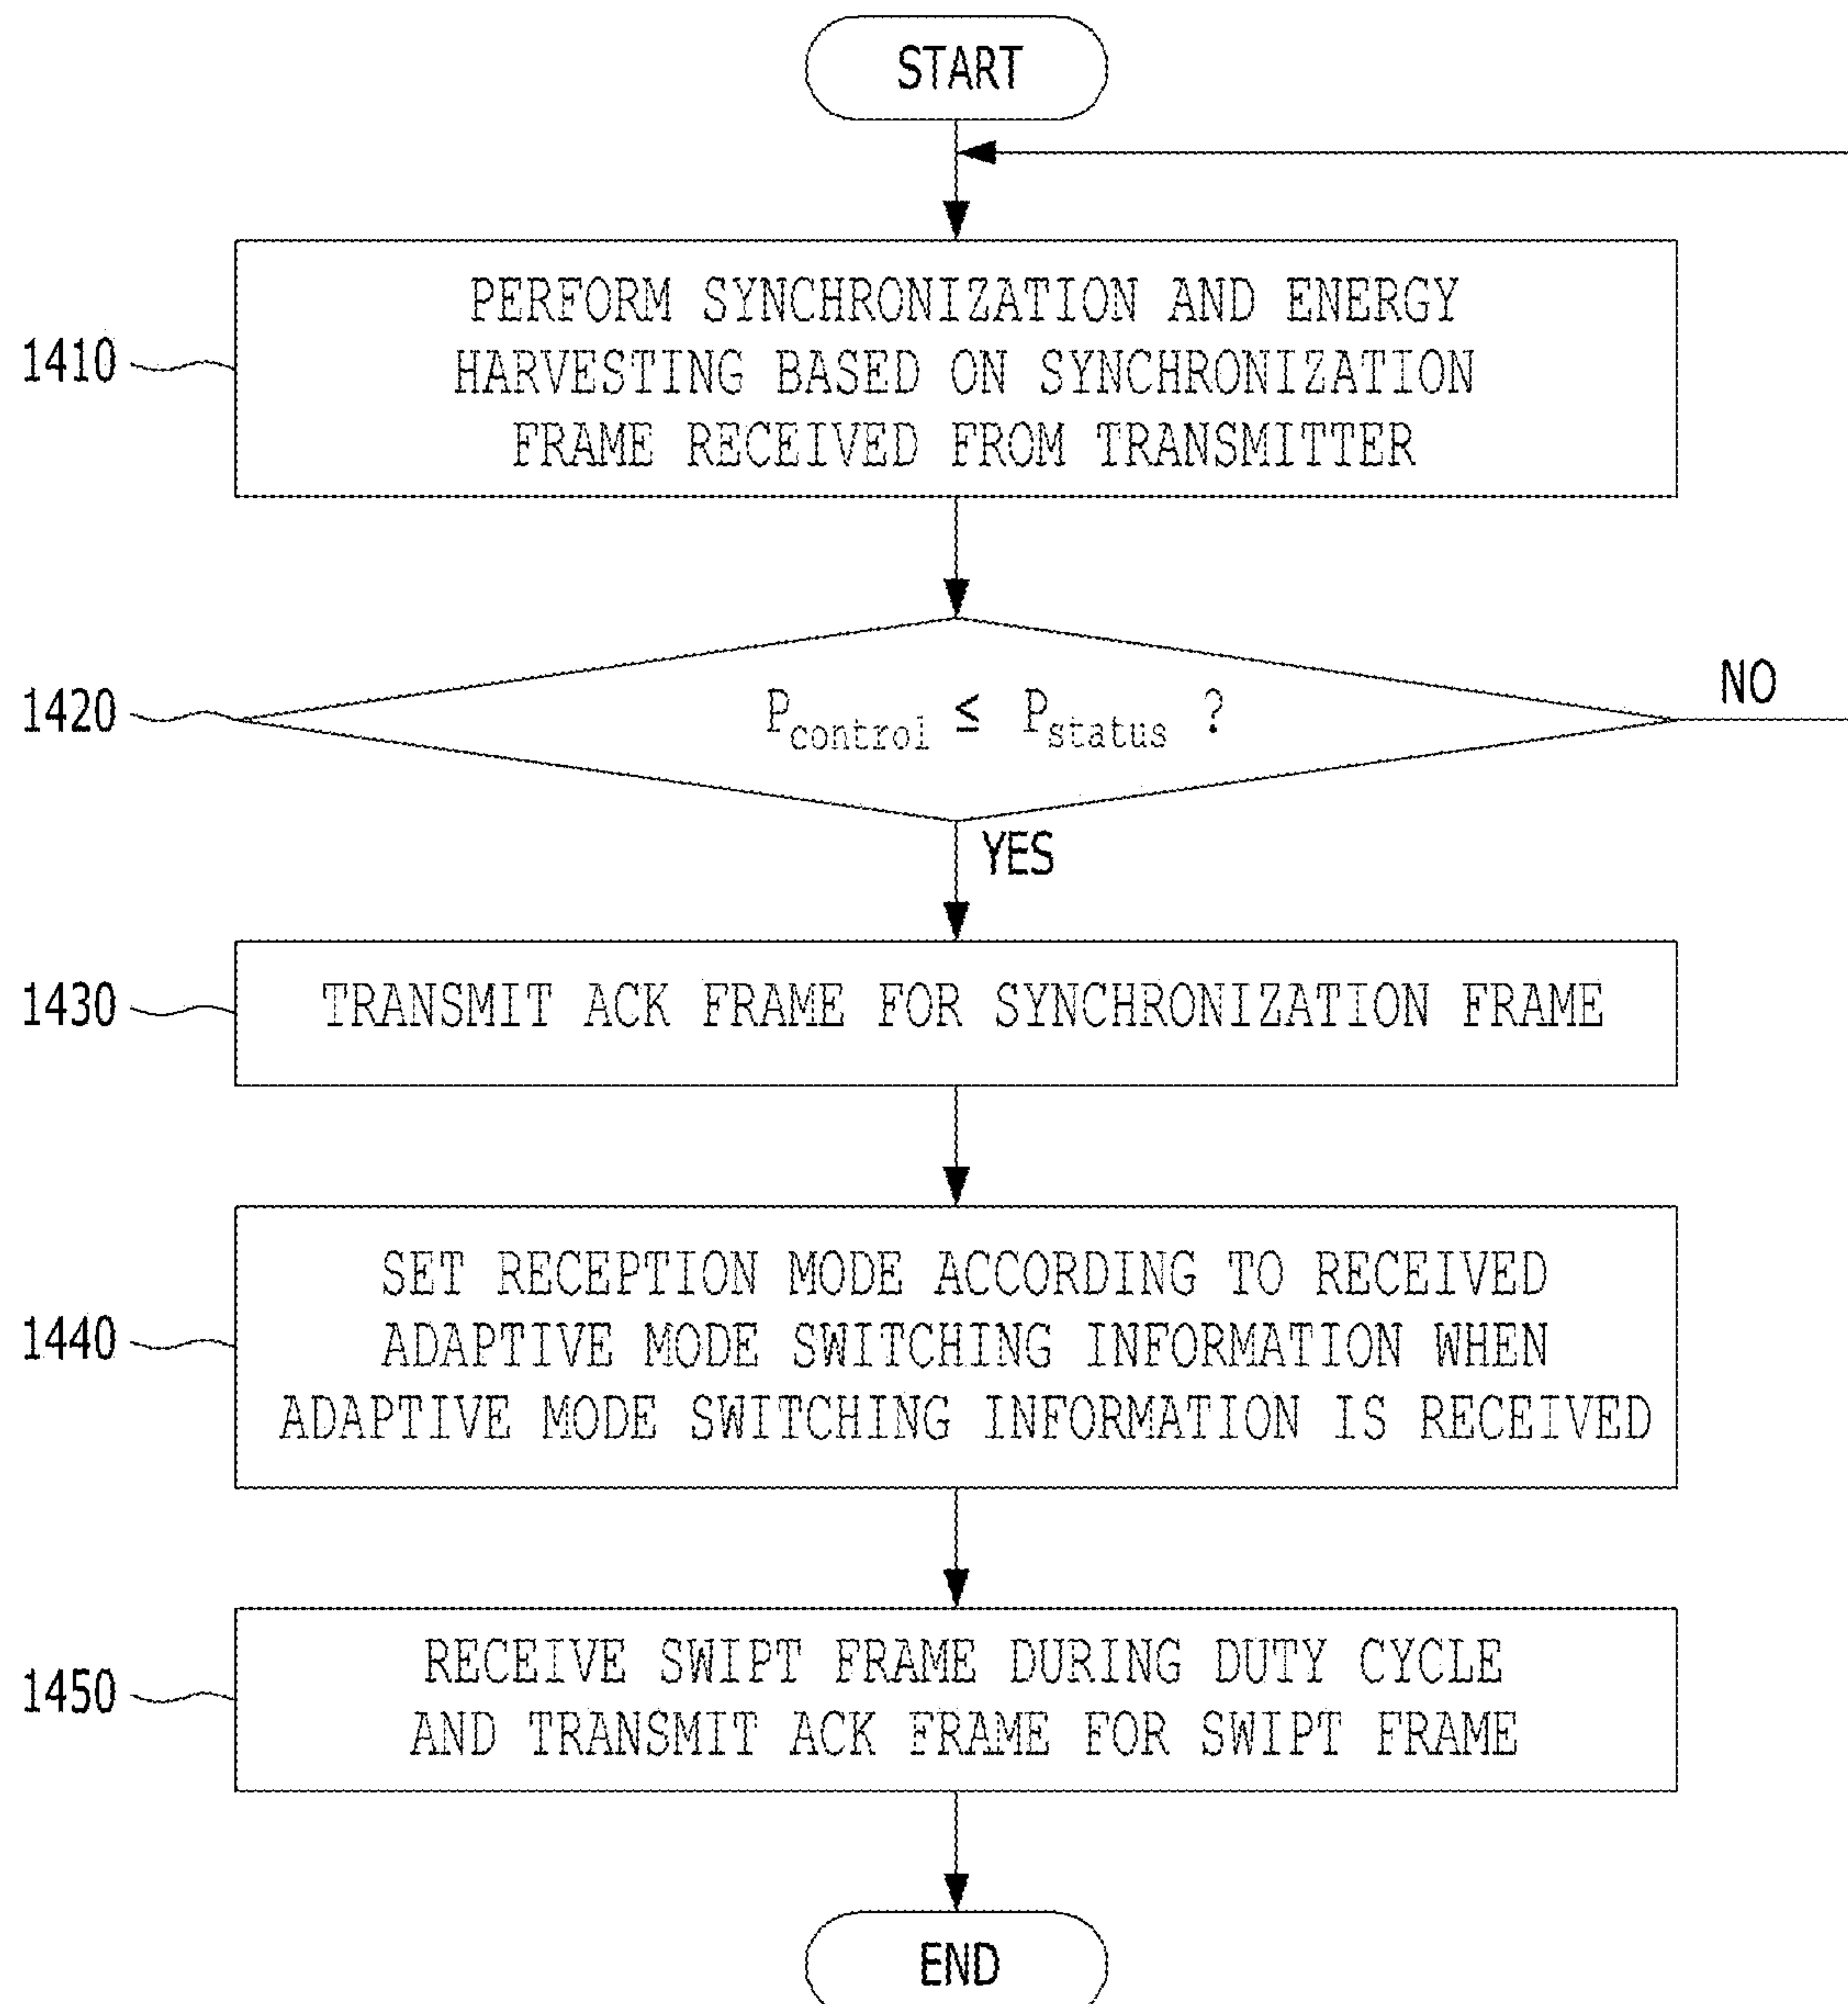 START
1410
PERFORM SYNCHRONIZATION AND ENERGY
HARVESTING BASED ON SYNCHRONIZATION
FRAME RECEIVED FROM TRANSMITTER
1420
Pcontrol ≤ Pstatus ?
NO
YES
1430
TRANSMIT ACK FRAME FOR SYNCHRONIZATION FRAME
1440
SET RECEPTION MODE ACCORDING TO RECEIVED
ADAPTIVE MODE SWITCHING INFORMATION WHEN
ADAPTIVE MODE SWITCHING INFORMATION IS RECEIVED
1450
RECEIVE SWIPT FRAME DURING DUTY CYCLE
AND TRANSMIT ACK FRAME FOR SWIPT FRAME
END